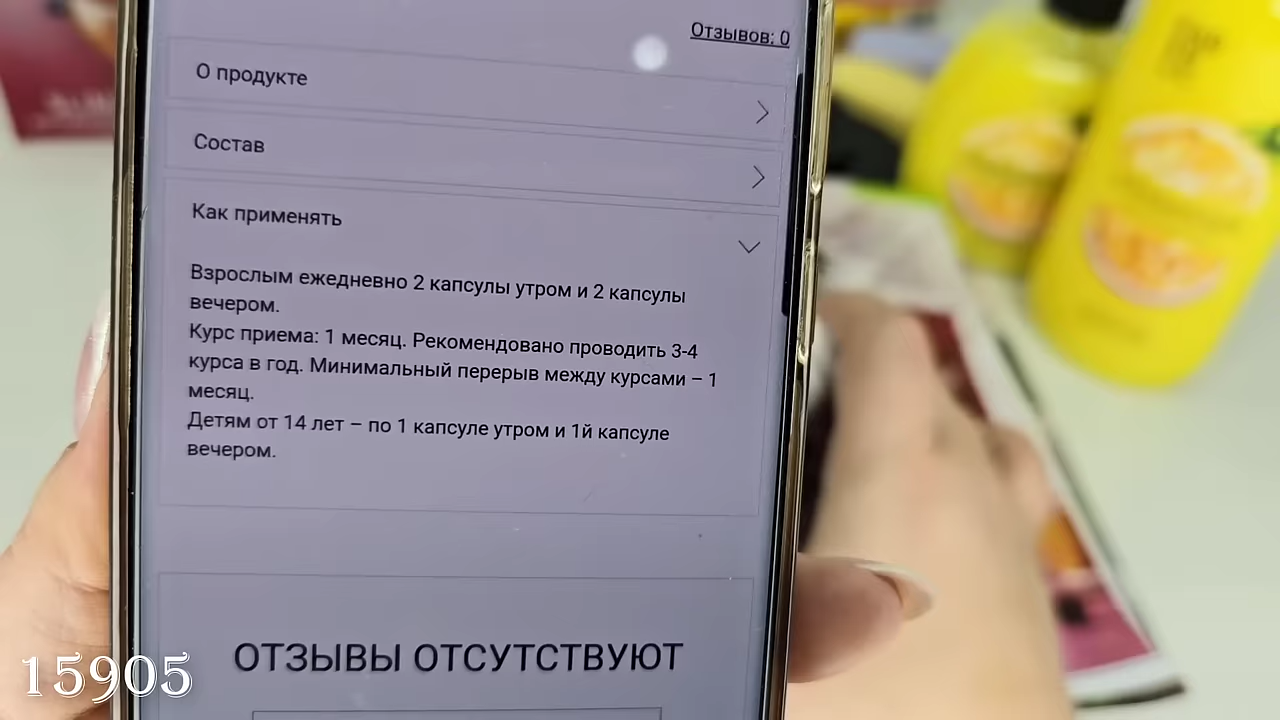 Отзывов: 0
О продукте
Состав
Как применять
Взрослым ежедневно 2 капсулы утром и 2 капсулы
вечером.
Курс приема: 1 месяц. Рекомендовано проводить 3-4
курса в год. Минимальный перерыв между курсами – 1
месяц.
Детям от 14 лет – по 1 капсуле утром и 1й капсуле
вечером.
ОТЗЫВЫ ОТСУТСТВУЮТ
15905